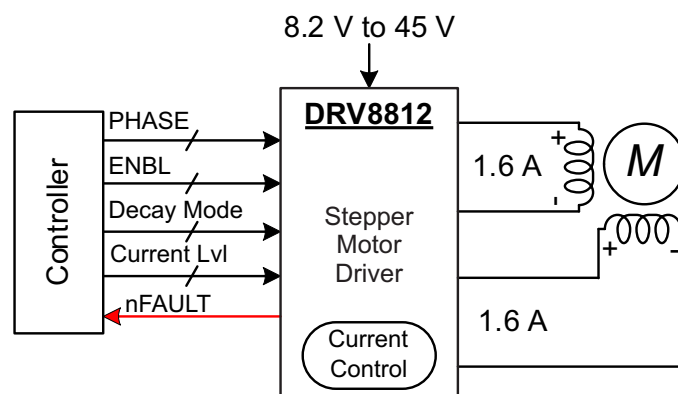 8.2 V to 45 V
DRV8812
Controller
PHASE
ENBL
Decay Mode
Current Lvl
nFAULT
Stepper
Motor
Driver
Current
Control
1.6 A
+
-
M
+ -
1.6 A